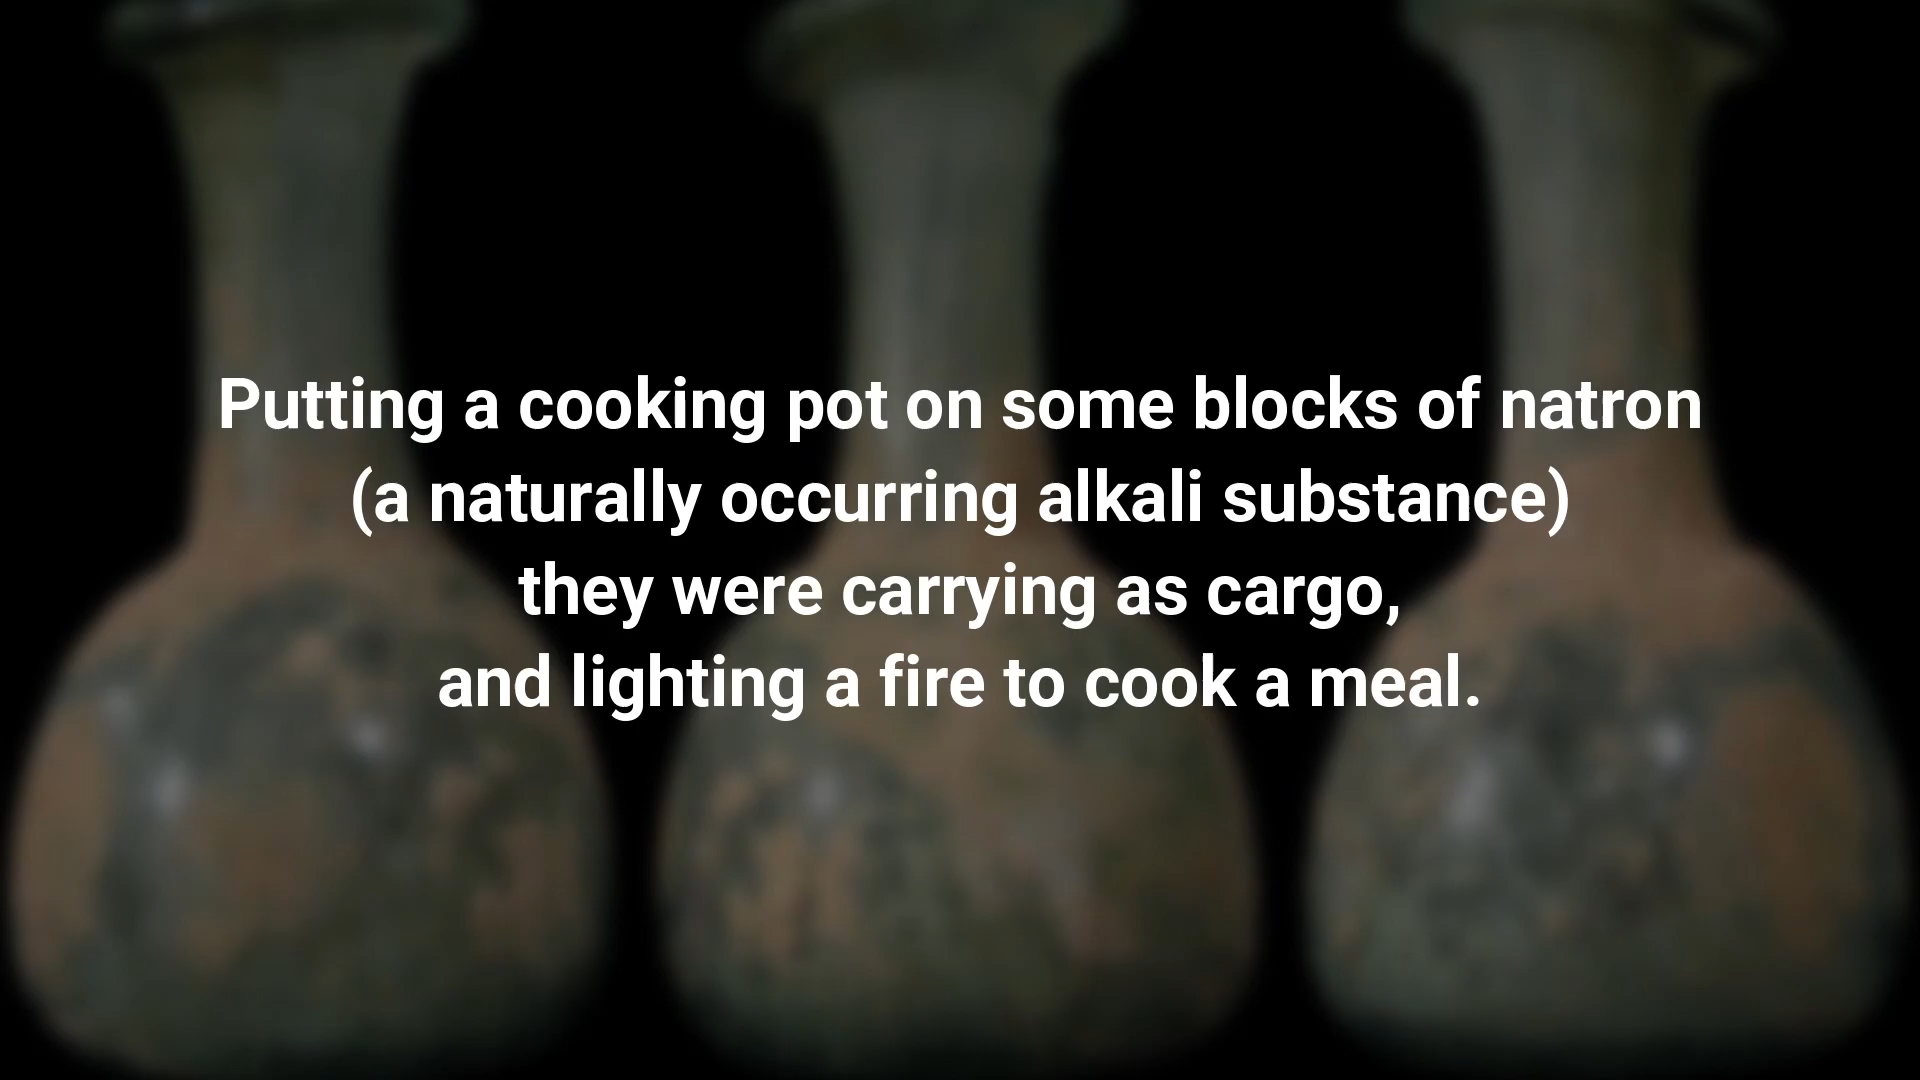 Putting a cooking pot on some blocks of natron
(a naturally occurring alkali substance)
they were carrying as cargo,
and lighting a fire to cook a meal.